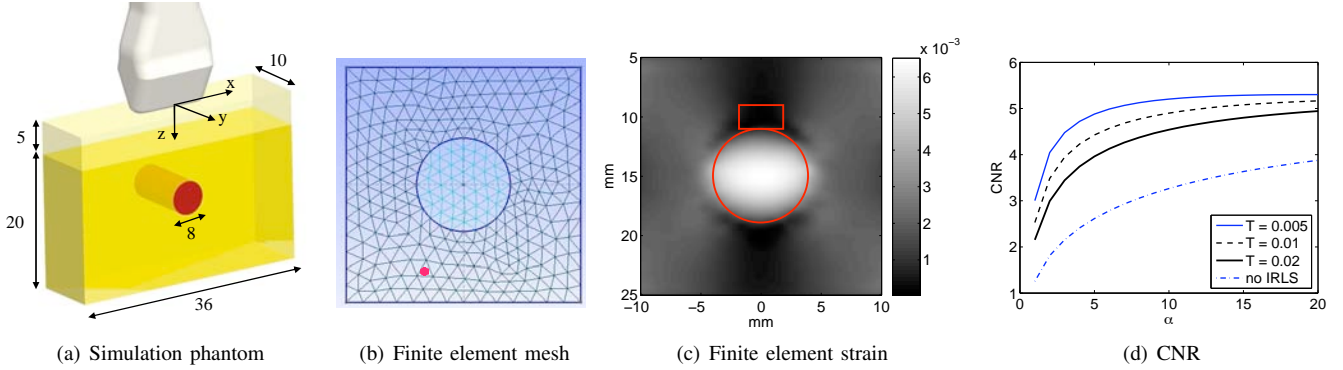 10
x
y
z
5
20
8
36
x 10⁻³
5
10
15
20
25
mm
−10
−5
0
5
10
mm
6
5
4
3
2
1
0
CNR
6
5
4
3
2
1
0
5
10
15
20
α
T = 0.005
T = 0.01
T = 0.02
no IRLS
(a) Simulation phantom
(b) Finite element mesh
(c) Finite element strain
(d) CNR